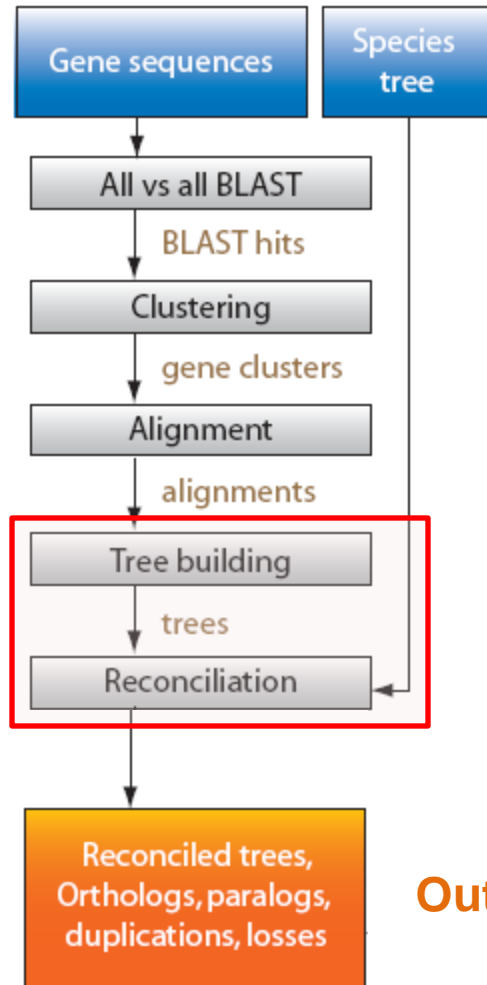 Gene sequences
Species
tree
All vs all BLAST
BLAST hits
Clustering
gene clusters
Alignment
alignments
Tree building
trees
Reconciliation
Reconciled trees,
Orthologs, paralogs,
duplications, losses